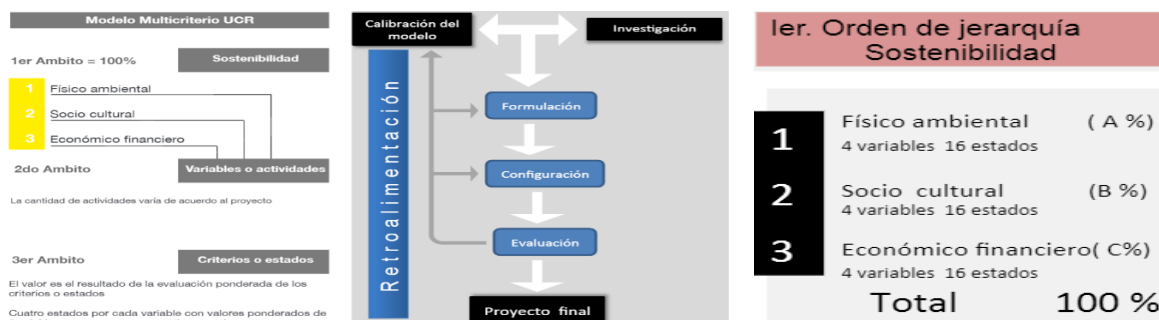 Modelo Multicriterio UCR
1er Ambito = 100%
Sostenibilidad
1 Físico ambiental
2 Socio cultural
3 Económico financiero
2do Ambito
Variables o actividades
La cantidad de actividades varía de acuerdo al proyecto
3er Ambito
Criterios o estados
El valor es el resultado de la evaluación ponderada de los
criterios o estados
Cuatro estados por cada variable con valores ponderados de
Calibración del
modelo
Investigación
Retroalimentación
Formulación
Configuración
Evaluación
Proyecto final
Ier. Orden de jerarquía
Sostenibilidad
1 Físico ambiental ( A %)
4 variables 16 estados
2 Socio cultural (B %)
4 variables 16 estados
3 Económico financiero( C%)
4 variables 16 estados
Total 100 %